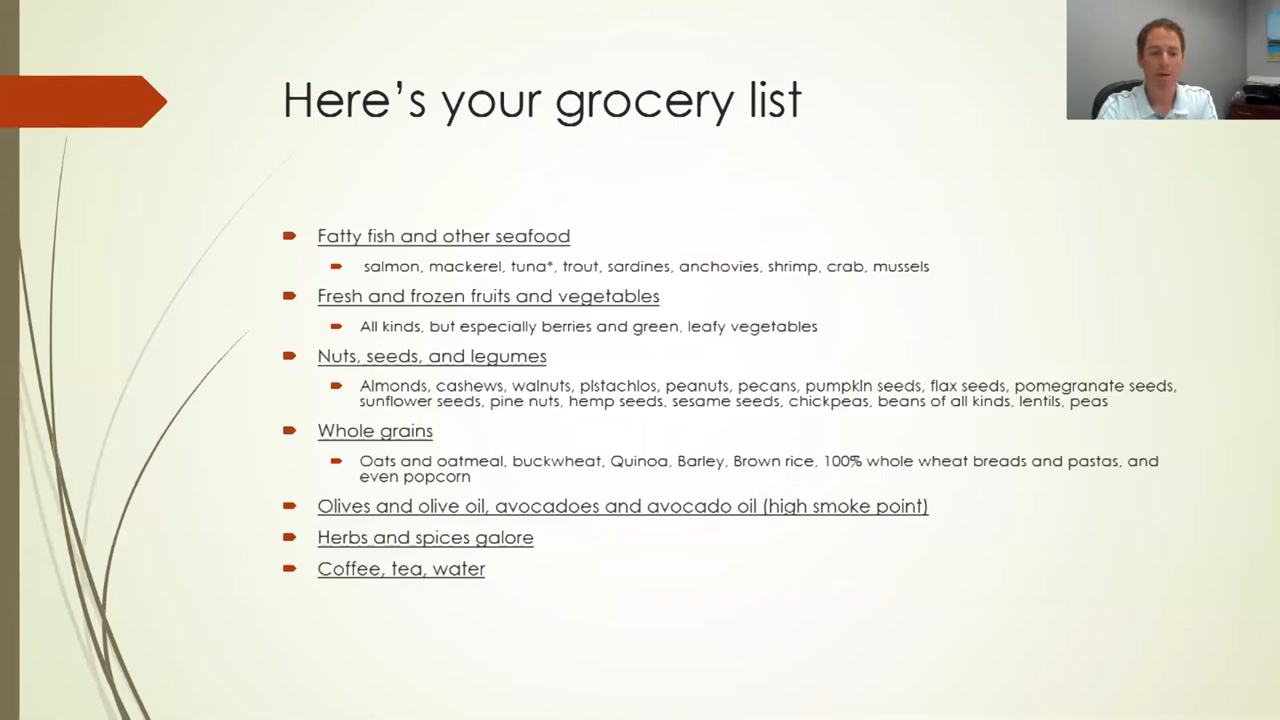 Here's your grocery list
Fatty fish and other seafood
salmon, mackerel, tuna*, trout, sardines, anchovies, shrimp, crab, mussels
Fresh and frozen fruits and vegetables
All kinds, but especially berries and green, leafy vegetables
Nuts, seeds, and legumes
Almonds, cashews, walnuts, pistachios, peanuts, pecans, pumpkin seeds, flax seeds, pomegranate seeds,
sunflower seeds, pine nuts, hemp seeds, sesame seeds, chickpeas, beans of all kinds, lentils, peas
Whole grains
Oats and oatmeal, buckwheat, Quinoa, Barley, Brown rice, 100% whole wheat breads and pastas, and
even popcorn
Olives and olive oil, avocadoes and avocado oil (high smoke point)
Herbs and spices galore
Coffee, tea, water